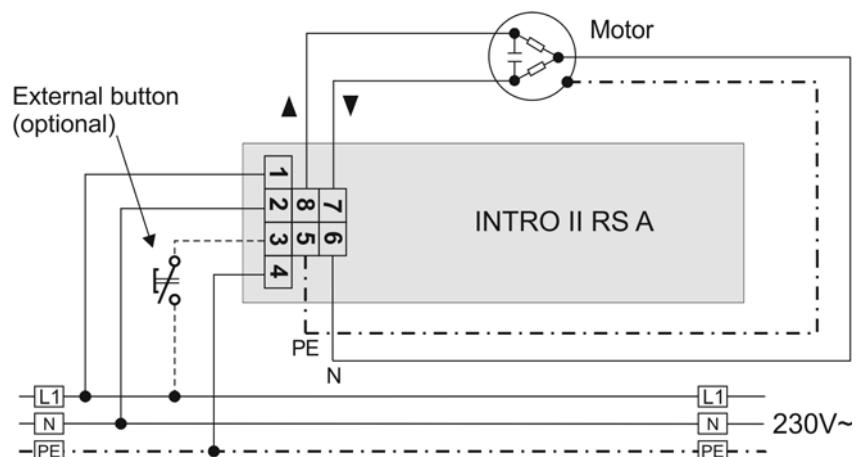 Motor
External button
(optional)
▲ ▼
1
2 8 7
3 5 6
4
INTRO II RS A
PE
N
L1 L1
N N 230V~
PE PE